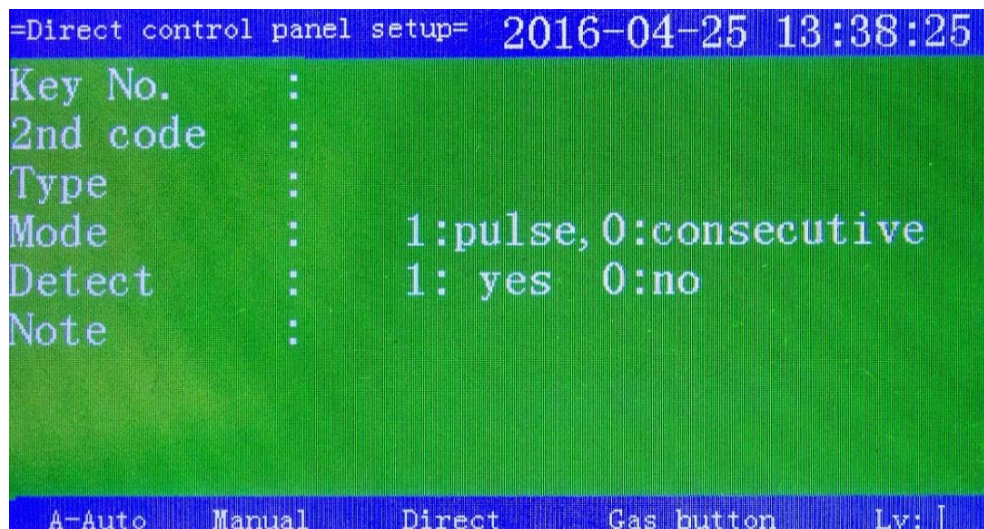 =Direct control panel setup= 2016-04-25 13:38:25
Key No. :
2nd code :
Type :
Mode : 1:pulse,0:consecutive
Detect : 1: yes 0:no
Note :
A-Auto Manual Direct Gas button Lv: